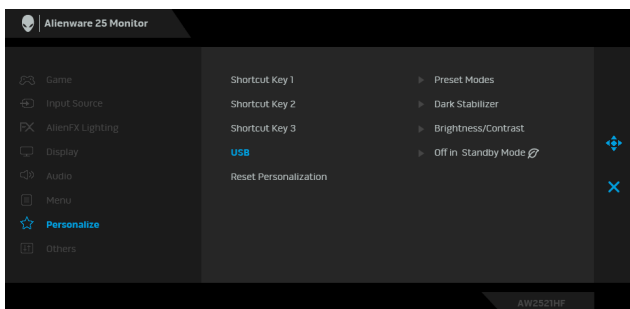 Alienware 25 Monitor
Game
Input Source
FX AlienFX Lighting
Display
Audio
Menu
Personalize
Others
Shortcut Key 1 Preset Modes
Shortcut Key 2 Dark Stabilizer
Shortcut Key 3 Brightness/Contrast
USB Off in Standby Mode
Reset Personalization
AW2521HF